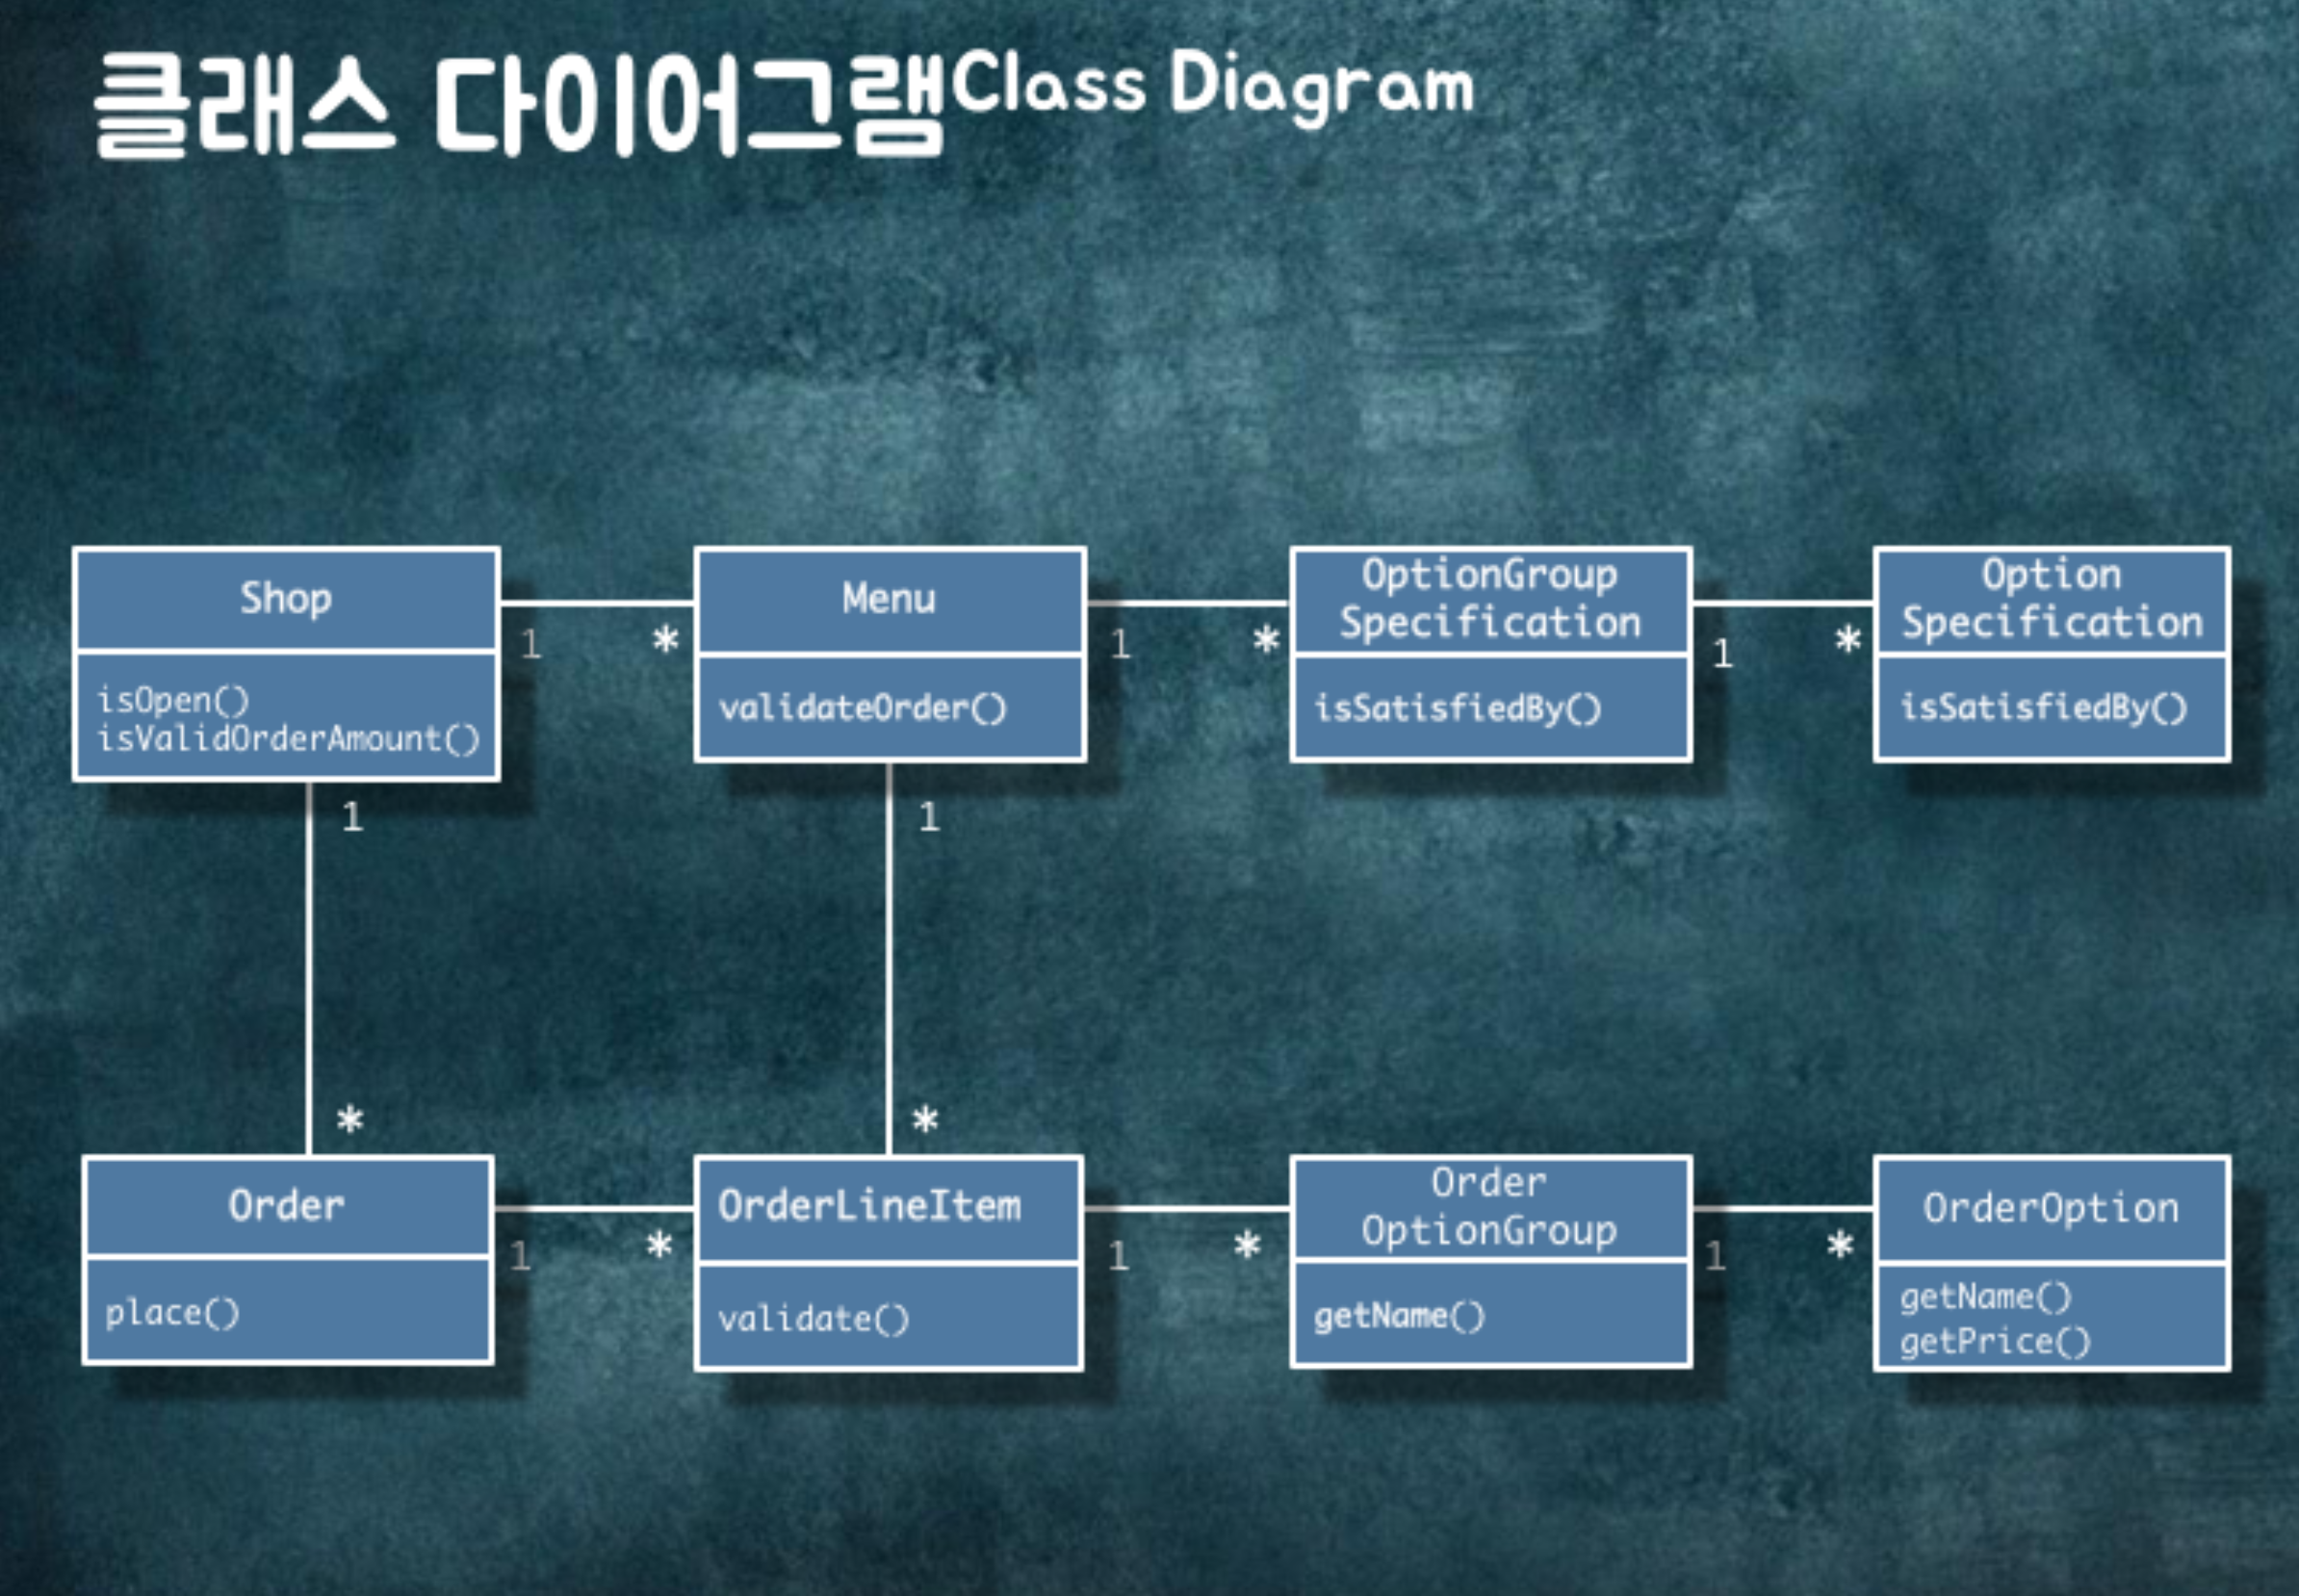 클래스 다이어그램Class Diagram
Shop
isOpen()
isValidOrderAmount()
1
*
Menu
validateOrder()
1
*
OptionGroup
Specification
isSatisfiedBy()
1
*
Option
Specification
isSatisfiedBy()
1
*
1
*
Order
place()
1
*
OrderLineItem
validate()
1
*
Order
OptionGroup
getName()
1
*
OrderOption
getName()
getPrice()